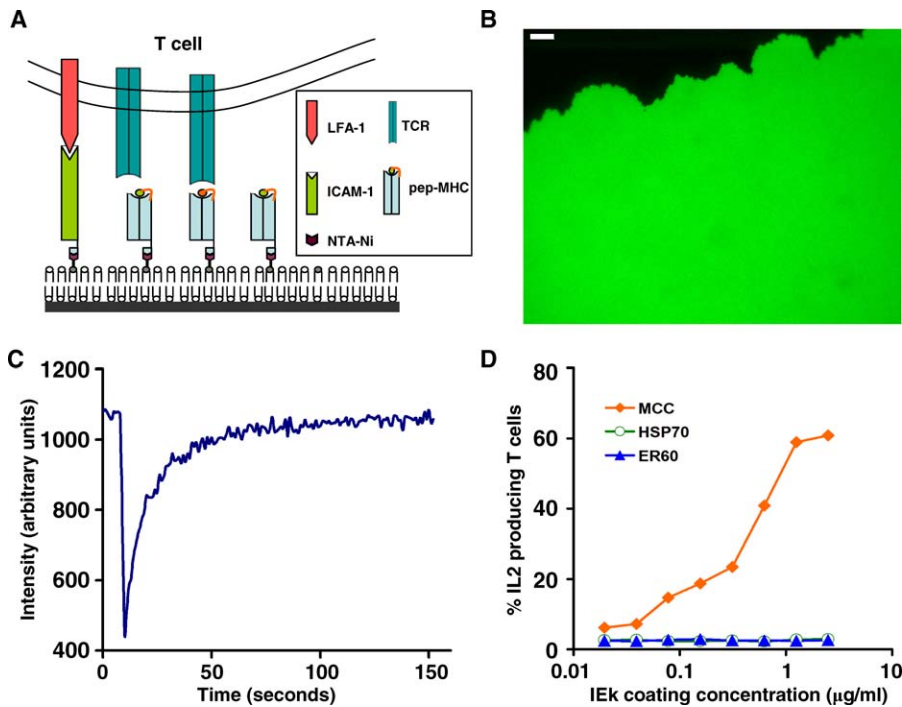 A
T cell
LFA-1
TCR
ICAM-1
pep-MHC
NTA-Ni
B
C
1200
1000
800
600
400
0
50
100
150
Intensity (arbitrary units)
Time (seconds)
D
80
60
40
20
0
0.01
0.1
1
10
MCC
HSP70
ER60
% IL2 producing T cells
IEk coating concentration (μg/ml)